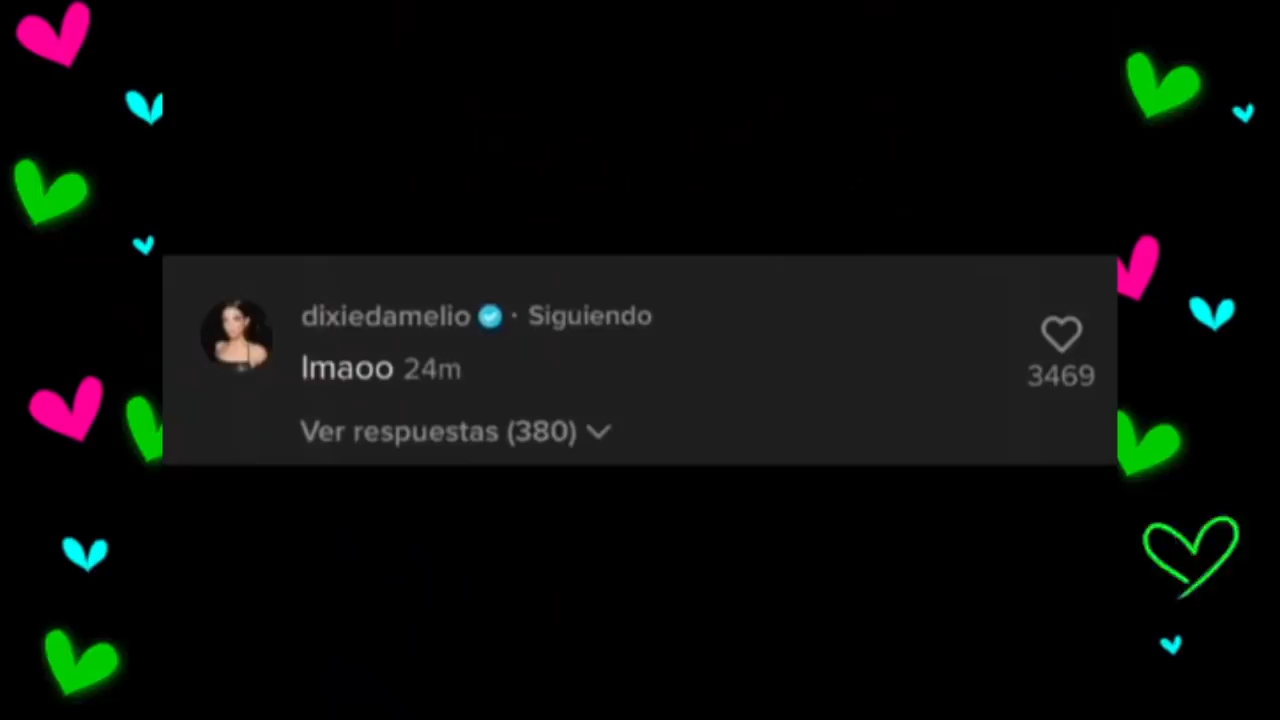 dixiedamelio · Siguiendo
lmaoo 24m
3469
Ver respuestas (380)